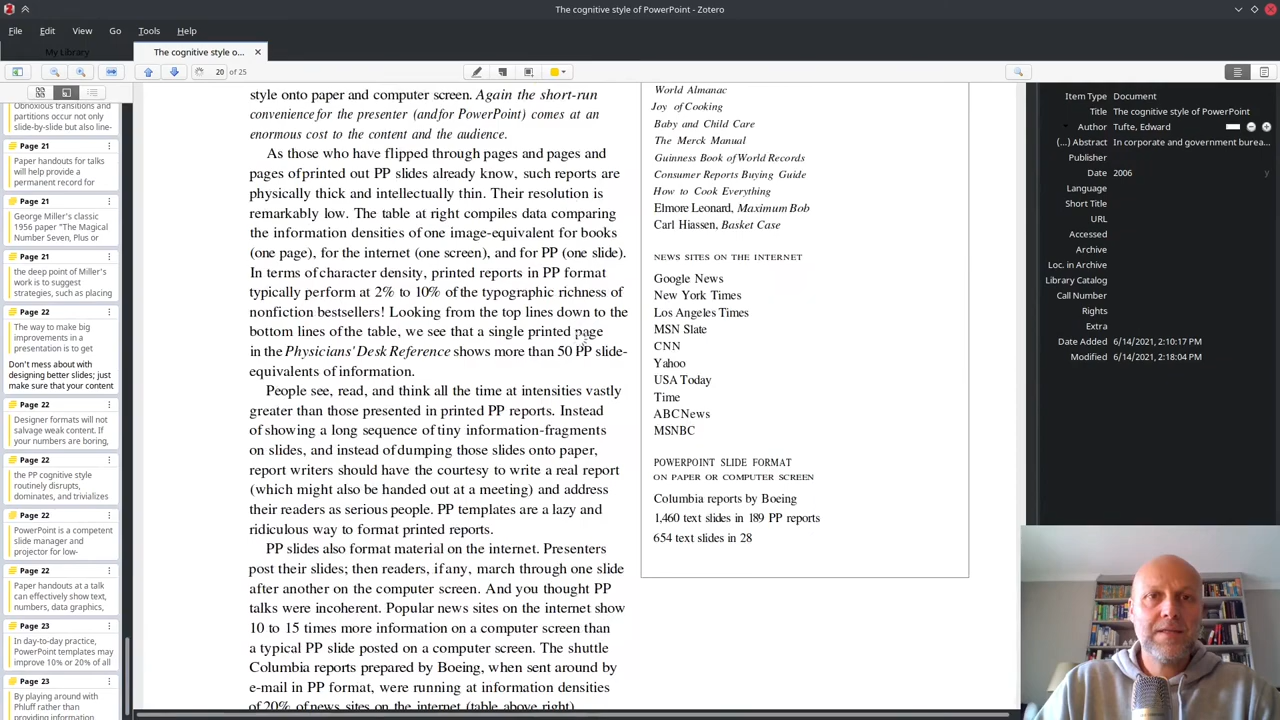 The cognitive style of PowerPoint - Zotero
File Edit View Go Tools Help
My Library
The cognitive style o...
20 of 25
Obnoxious transitions and
partitions occur not only
slide-by-slide but also line-
Page 21
Paper handouts for talks
will help provide a
permanent record for
Page 21
George Miller's classic
1956 paper "The Magical
Number Seven, Plus or
Page 21
the deep point of Miller's
work is to suggest
strategies, such as placing
Page 22
The way to make big
improvements in a
presentation is to get
Don't mess about with
designing better slides; just
make sure that your content
Page 22
Designer formats will not
salvage weak content. If
your numbers are boring,
Page 22
the PP cognitive style
routinely disrupts,
dominates, and trivializes
Page 22
PowerPoint is a competent
slide manager and
projector for low-
Page 22
Paper handouts at a talk
can effectively show text,
numbers, data graphics,
Page 23
In day-to-day practice,
PowerPoint templates may
improve 10% or 20% of all
Page 23
By playing around with
Phluff rather than
providing information
style onto paper and computer screen. Again the short-run
convenience for the presenter (and for PowerPoint) comes at an
enormous cost to the content and the audience.
As those who have flipped through pages and pages and
pages of printed out PP slides already know, such reports are
physically thick and intellectually thin. Their resolution is
remarkably low. The table at right compiles data comparing
the information densities of one image-equivalent for books
(one page), for the internet (one screen), and for PP (one slide).
In terms of character density, printed reports in PP format
typically perform at 2% to 10% of the typographic richness of
nonfiction bestsellers! Looking from the top lines down to the
bottom lines of the table, we see that a single printed page
in the Physicians' Desk Reference shows more than 50 PP slide-
equivalents of information.
People see, read, and think all the time at intensities vastly
greater than those presented in printed PP reports. Instead
of showing a long sequence of tiny information-fragments
on slides, and instead of dumping those slides onto paper,
report writers should have the courtesy to write a real report
(which might also be handed out at a meeting) and address
their readers as serious people. PP templates are a lazy and
ridiculous way to format printed reports.
PP slides also format material on the internet. Presenters
post their slides; then readers, if any, march through one slide
after another on the computer screen. And you thought PP
talks were incoherent. Popular news sites on the internet show
10 to 15 times more information on a computer screen than
a typical PP slide posted on a computer screen. The shuttle
Columbia reports prepared by Boeing, when sent around by
e-mail in PP format, were running at information densities
of 20% of news sites on the internet (table above right).
World Almanac
Joy of Cooking
Baby and Child Care
The Merck Manual
Guinness Book of World Records
Consumer Reports Buying Guide
How to Cook Everything
Elmore Leonard, Maximum Bob
Carl Hiassen, Basket Case
NEWS SITES ON THE INTERNET
Google News
New York Times
Los Angeles Times
MSN Slate
CNN
Yahoo
USA Today
Time
ABC News
MSNBC
POWERPOINT SLIDE FORMAT
ON PAPER OR COMPUTER SCREEN
Columbia reports by Boeing
1,460 text slides in 189 PP reports
654 text slides in 28
Item Type Document
Title The cognitive style of PowerPoint
Author Tufte, Edward
(...) Abstract In corporate and government burea...
Publisher
Date 2006 y
Language
Short Title
URL
Accessed
Archive
Loc. in Archive
Library Catalog
Call Number
Rights
Extra
Date Added 6/14/2021, 2:10:17 PM
Modified 6/14/2021, 2:18:04 PM